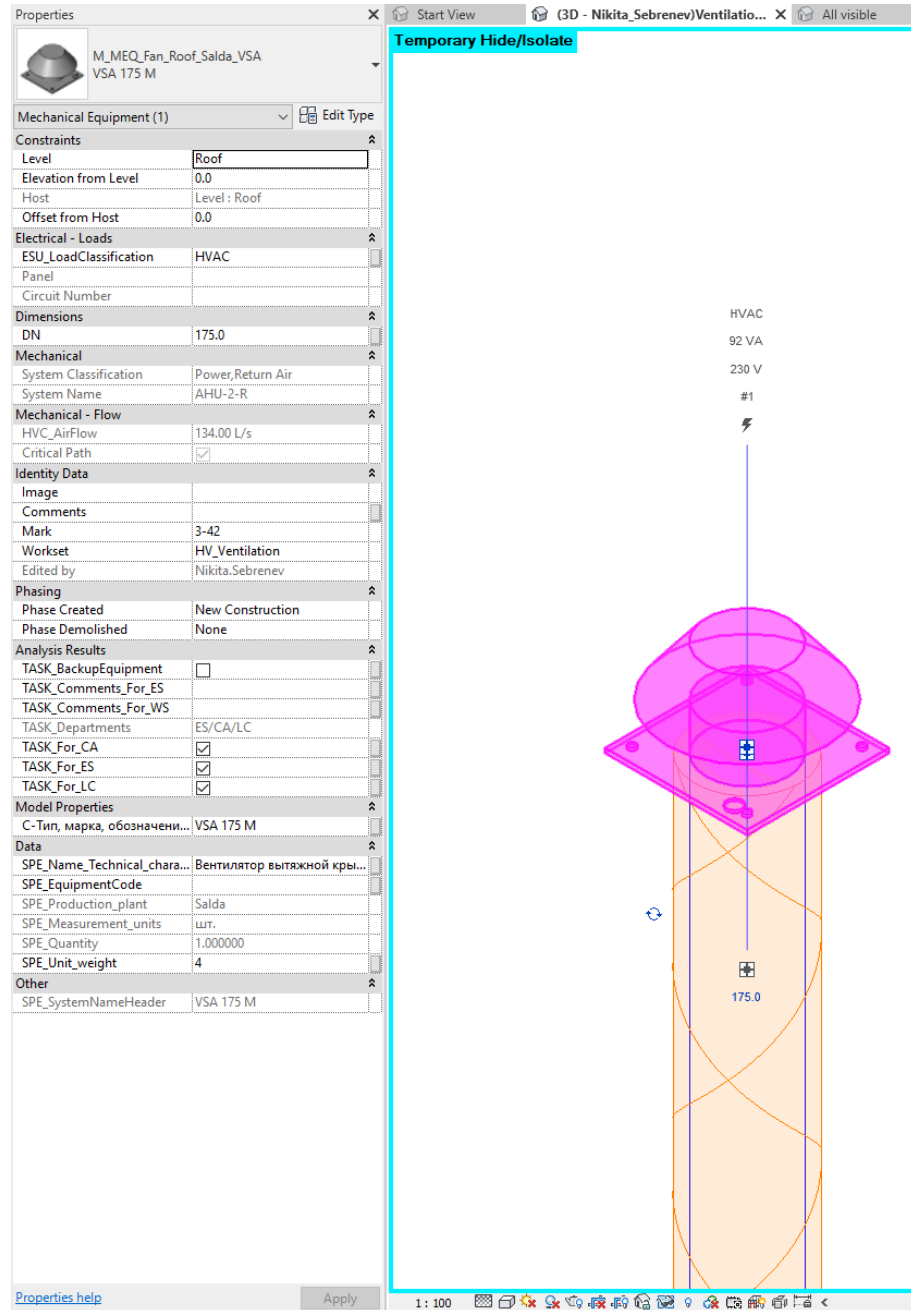 Properties
M_MEQ_Fan_Roof_Salda_VSA
VSA 175 M
Mechanical Equipment (1)
Edit Type
Constraints
Level Roof
Elevation from Level 0.0
Host Level : Roof
Offset from Host 0.0
Electrical - Loads
ESU_LoadClassification HVAC
Panel
Circuit Number
Dimensions
DN 175.0
Mechanical
System Classification Power,Return Air
System Name AHU-2-R
Mechanical - Flow
HVC_AirFlow 134.00 L/s
Critical Path
Identity Data
Image
Comments
Mark 3-42
Workset HV_Ventilation
Edited by Nikita.Sebrenev
Phasing
Phase Created New Construction
Phase Demolished None
Analysis Results
TASK_BackupEquipment
TASK_Comments_For_ES
TASK_Comments_For_WS
TASK_Departments ES/CA/LC
TASK_For_CA
TASK_For_ES
TASK_For_LC
Model Properties
С-Тип, марка, обозначени... VSA 175 M
Data
SPE_Name_Technical_chara... Вентилятор вытяжной кры...
SPE_EquipmentCode
SPE_Production_plant Salda
SPE_Measurement_units шт.
SPE_Quantity 1.000000
SPE_Unit_weight 4
Other
SPE_SystemNameHeader VSA 175 M
Properties help
Apply
Start View
(3D - Nikita_Sebrenev)Ventilatio...
All visible
Temporary Hide/Isolate
HVAC
92 VA
230 V
#1
175.0
1 : 100